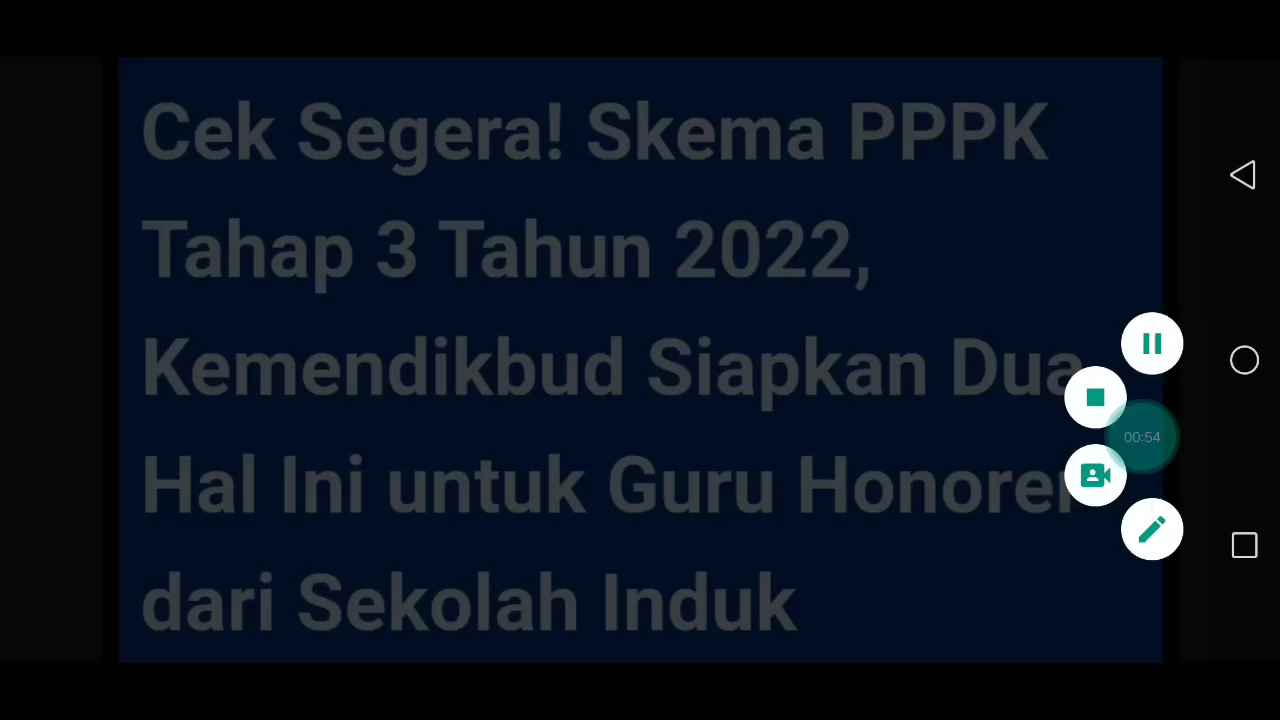 Cek Segera! Skema PPPK
Tahap 3 Tahun 2022,
Kemendikbud Siapkan Dua
Hal Ini untuk Guru Honorer
dari Sekolah Induk
00:54